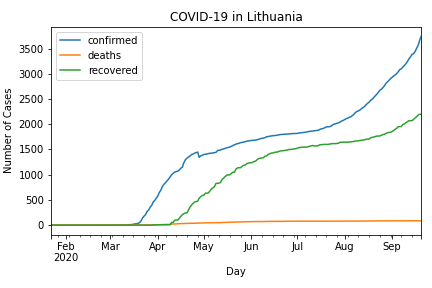 COVID-19 in Lithuania
confirmed
deaths
recovered
Number of Cases
3500
3000
2500
2000
1500
1000
500
0
Feb Mar Apr May Jun Jul Aug Sep
2020
Day